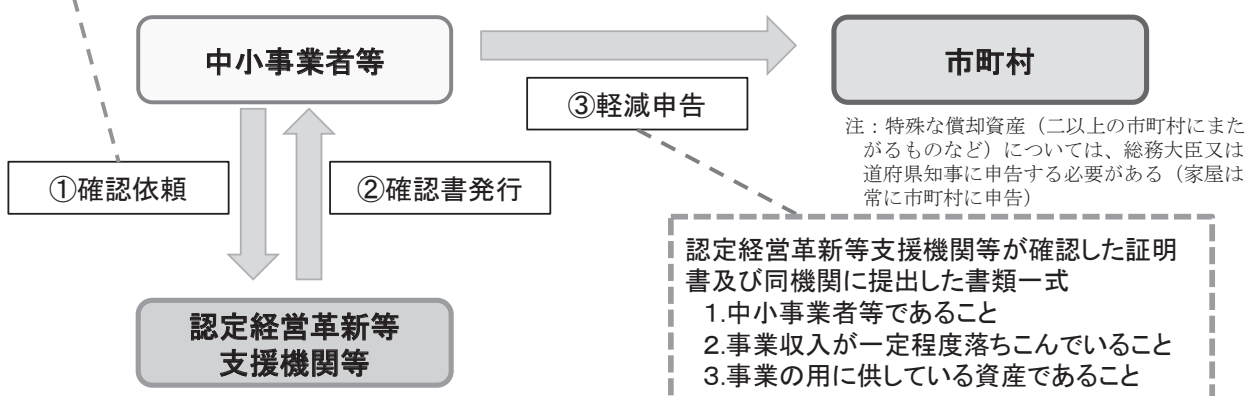 中小事業者等
市町村
③軽減申告
注：特殊な償却資産（二以上の市町村にまた
がるものなど）については、総務大臣又は
道府県知事に申告する必要がある（家屋は
常に市町村に申告）
①確認依頼
②確認書発行
認定経営革新等
支援機関等
認定経営革新等支援機関等が確認した証明
書及び同機関に提出した書類一式
1.中小事業者等であること
2.事業収入が一定程度落ちこんでいること
3.事業の用に供している資産であること